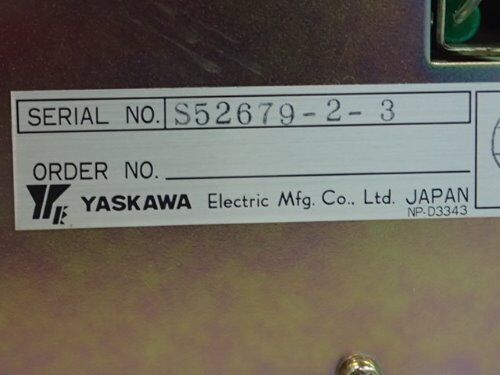 SERIAL NO. S52679-2-3
ORDER NO.
YASKAWA Electric Mfg. Co., Ltd. JAPAN
NP-D3343